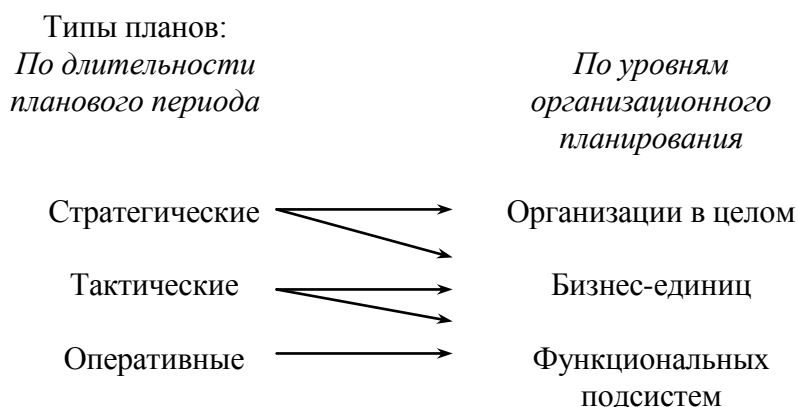 Типы планов:
По длительности
планового периода
По уровням
организационного
планирования
Стратегические
Организации в целом
Тактические
Бизнес-единиц
Оперативные
Функциональных
подсистем